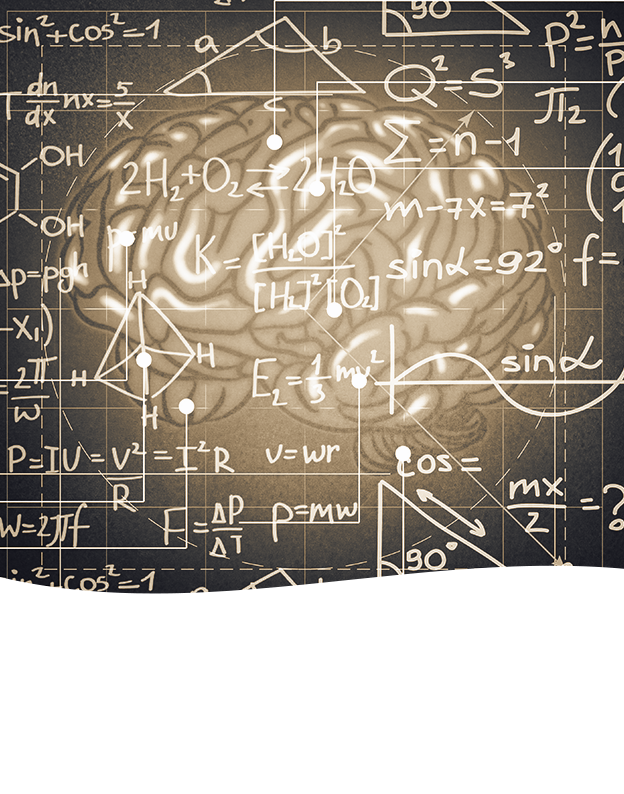 90
sin²+cos²=1
a b
c
P²=
Q²=S³
T dn/dx nx=5/x
π₂
Σ=n-1
OH
2H₂+O₂⇌2H₂O
m-7x=7²
OH
p=mu
K=[H₂O]²/[H₂]²[O₂]
sinα=92° f=
Δp=pgh
H
-X₁)
H H
H
=2π/w
E₂=1/3 mv²
sinα
P=IU=V²/R=I²R
v=wr
cos=
W=2πf
F=ΔP/ΔT
p=mw
mx/2=?
90°
sin²+cos²=1